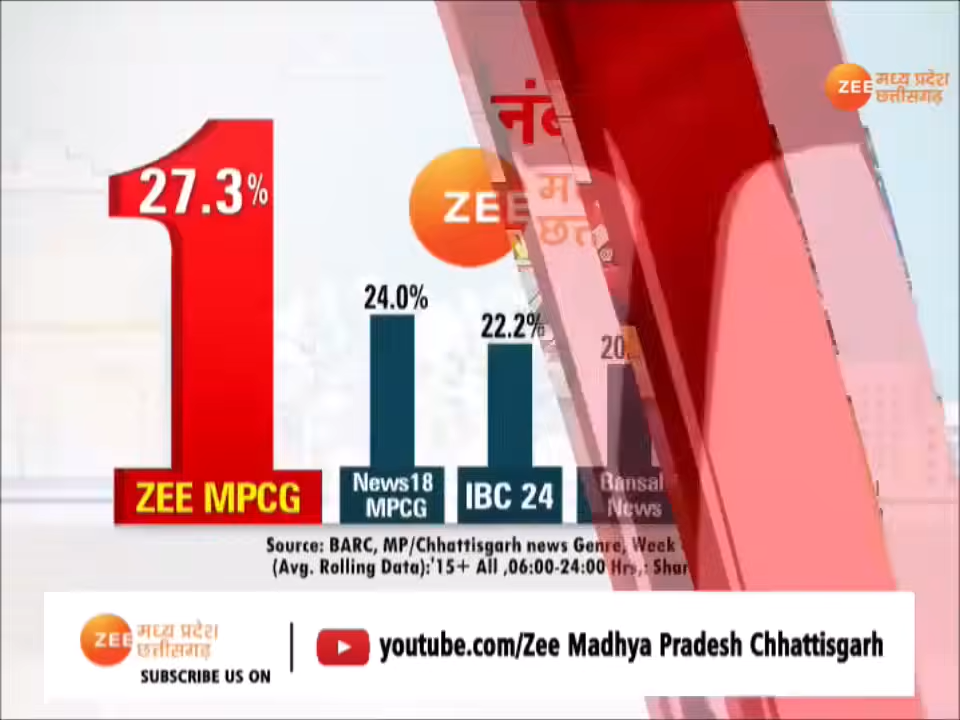 ZEE मध्य प्रदेश
छत्तीसगढ़
27.3%
ZEE
24.0%
22.2%
ZEE MPCG
News18
MPCG
IBC 24
Bansal
News
Source: BARC, MP/Chhattisgarh news Genre, Week
(Avg. Rolling Data):'15+ All ,06:00-24:00 Hrs,:
ZEE मध्य प्रदेश
छत्तीसगढ़
SUBSCRIBE US ON
youtube.com/Zee Madhya Pradesh Chhattisgarh